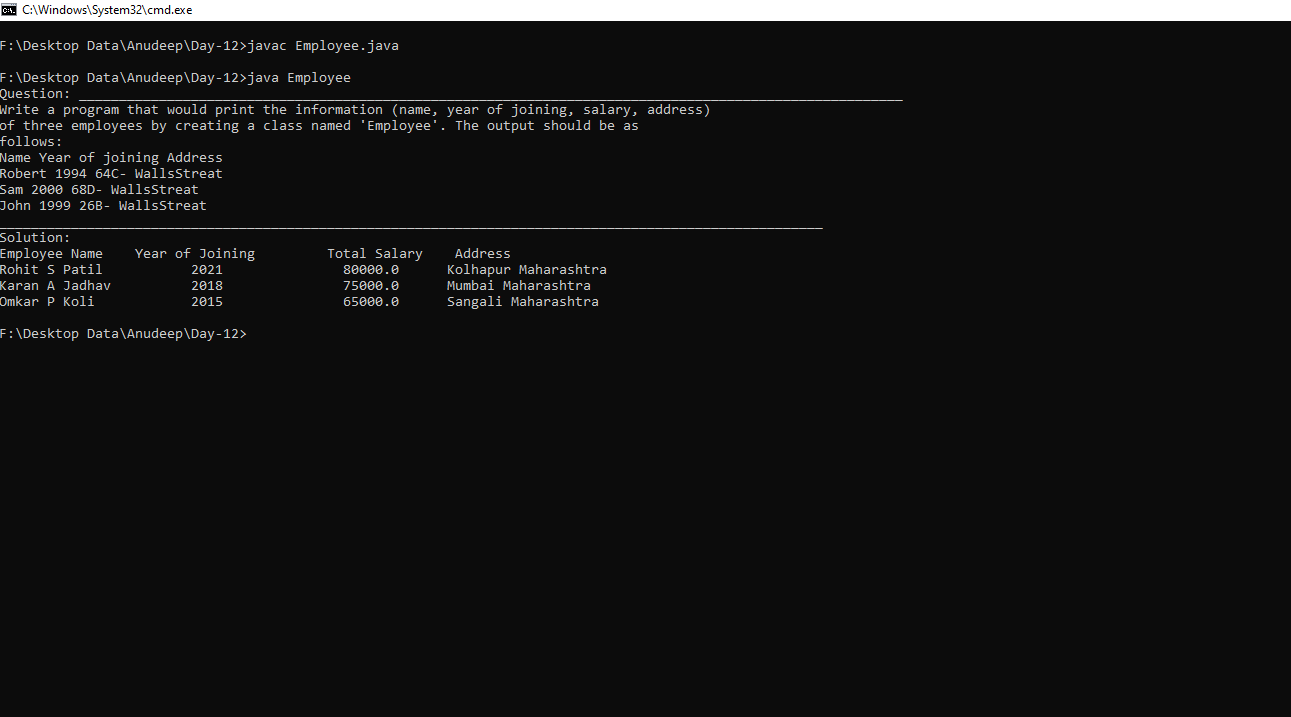 C:\Windows\System32\cmd.exe
F:\Desktop Data\Anudeep\Day-12>javac Employee.java
F:\Desktop Data\Anudeep\Day-12>java Employee
Question: _______________________________________________________________________________________________________
Write a program that would print the information (name, year of joining, salary, address)
of three employees by creating a class named 'Employee'. The output should be as
follows:
Name Year of joining Address
Robert 1994 64C- WallsStreat
Sam 2000 68D- WallsStreat
John 1999 26B- WallsStreat
_______________________________________________________________________________________________________
Solution:
Employee Name    Year of Joining         Total Salary    Address
Rohit S Patil           2021               80000.0      Kolhapur Maharashtra
Karan A Jadhav          2018               75000.0      Mumbai Maharashtra
Omkar P Koli            2015               65000.0      Sangali Maharashtra
F:\Desktop Data\Anudeep\Day-12>